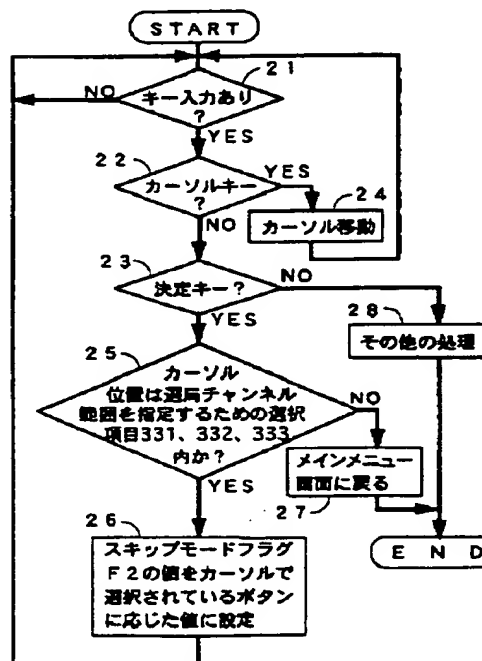 START
21
キー入力あり
?
NO
YES
22
カーソルキー
?
YES
24
カーソル移動
NO
23
決定キー?
NO
YES
28
その他の処理
25
カーソル
位置は選局チャンネル
範囲を指定するための選択
項目331、332、333
内か?
NO
YES
メインメニュー
画面に戻る
27
END
26
スキップモードフラグ
F2の値をカーソルで
選択されているボタン
に応じた値に設定